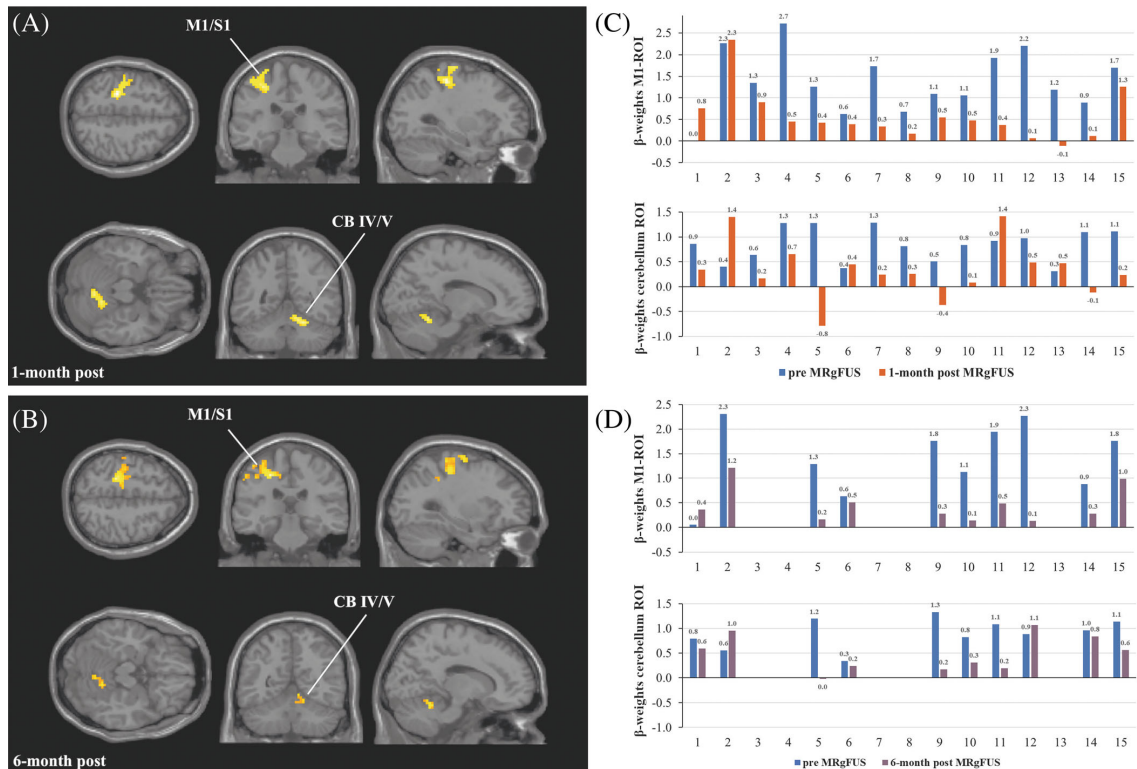 (A)
M1/S1
CB IV/V
1-month post
(B)
M1/S1
CB IV/V
6-month post
(C)
β-weights M1-ROI
2.5
2.0
1.5
1.0
0.5
0.0
-0.5
0.0 0.8 2.3 2.3 1.3 0.9 2.7 0.5 1.3 0.4 0.6 0.4 1.7 0.3 0.7 0.2 1.1 0.5 1.1 0.5 1.9 0.4 2.2 0.1 1.2 -0.1 0.9 0.1 1.7 1.3
1 2 3 4 5 6 7 8 9 10 11 12 13 14 15
β-weights cerebellum ROI
1.5
1.0
0.5
0.0
-0.5
-1.0
0.9 0.3 0.4 1.4 0.6 0.2 1.3 0.7 1.3 -0.8 0.4 0.4 1.3 0.2 0.8 0.3 0.5 -0.4 0.8 0.1 0.9 1.4 1.0 0.5 0.3 0.5 1.1 -0.1 1.1 0.2
1 2 3 4 5 6 7 8 9 10 11 12 13 14 15
pre MRgFUS 1-month post MRgFUS
(D)
β-weights M1-ROI
2.5
2.0
1.5
1.0
0.5
0.0
-0.5
0.0 0.4 2.3 1.2 1.3 0.2 0.6 0.5 1.8 0.3 1.1 0.1 1.9 0.5 2.3 0.1 0.9 0.3 1.8 1.0
1 2 3 4 5 6 7 8 9 10 11 12 13 14 15
β-weights cerebellum ROI
1.5
1.0
0.5
0.0
-0.5
-1.0
0.8 0.6 0.6 1.0 1.2 0.0 0.3 0.2 1.3 0.2 0.8 0.3 1.1 0.2 0.9 1.1 1.0 0.8 1.1 0.6
1 2 3 4 5 6 7 8 9 10 11 12 13 14 15
pre MRgFUS 6-month post MRgFUS